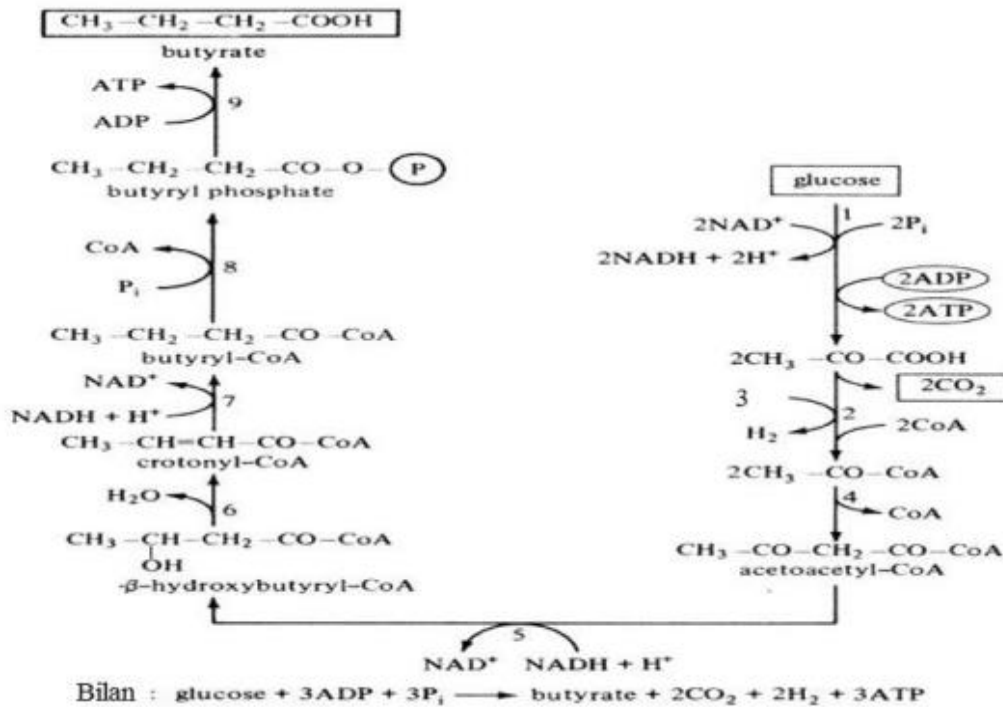 CH₃-CH₂-CH₂-COOH
butyrate
ATP
ADP
9
CH₃-CH₂-CH₂-CO-O-P
butyryl phosphate
CoA
Pᵢ
8
CH₃-CH₂-CH₂-CO-CoA
butyryl-CoA
NAD⁺
NADH + H⁺
7
CH₃-CH=CH-CO-CoA
crotonyl-CoA
H₂O
6
CH₃-CH-CH₂-CO-CoA
OH
-β-hydroxybutyryl-CoA
glucose
1
2NAD⁺
2Pᵢ
2NADH + 2H⁺
2ADP
2ATP
2CH₃-CO-COOH
2CO₂
3
2
H₂
2CoA
2CH₃-CO-CoA
4
CoA
CH₃-CO-CH₂-CO-CoA
acetoacetyl-CoA
5
NAD⁺ NADH + H⁺
Bilan : glucose + 3ADP + 3Pᵢ ⟶ butyrate + 2CO₂ + 2H₂ + 3ATP